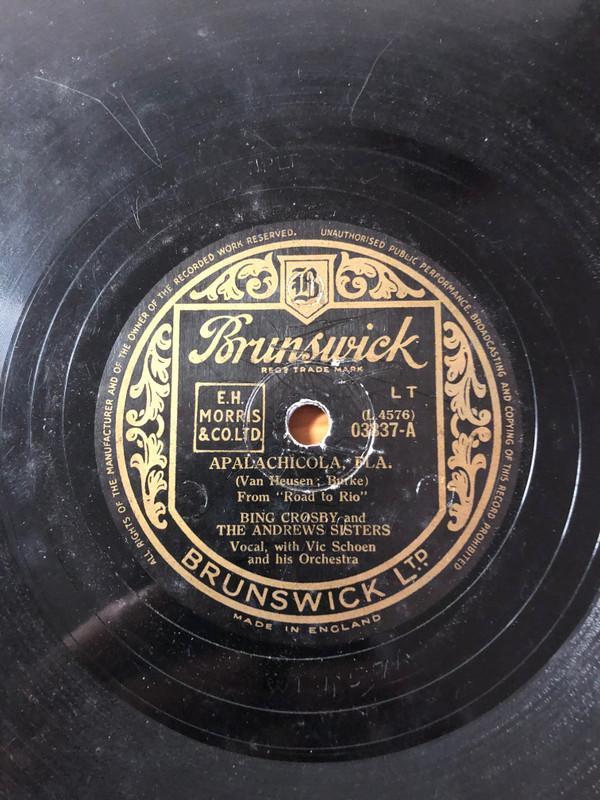 ALL RIGHTS OF THE MANUFACTURER AND OF THE OWNER OF THE RECORDED WORK RESERVED.
UNAUTHORISED PUBLIC PERFORMANCE, BROADCASTING AND COPYING OF THIS RECORD PROHIBITED
B
Brunswick
REGD TRADE MARK
E.H.
MORRIS
& CO. LTD.
LT
(L.4576)
03837-A
APALACHICOLA, FLA.
(Van Heusen ; Burke)
From "Road to Rio"
BING CROSBY and
THE ANDREWS SISTERS
Vocal, with Vic Schoen
and his Orchestra
BRUNSWICK LTD.
MADE IN ENGLAND